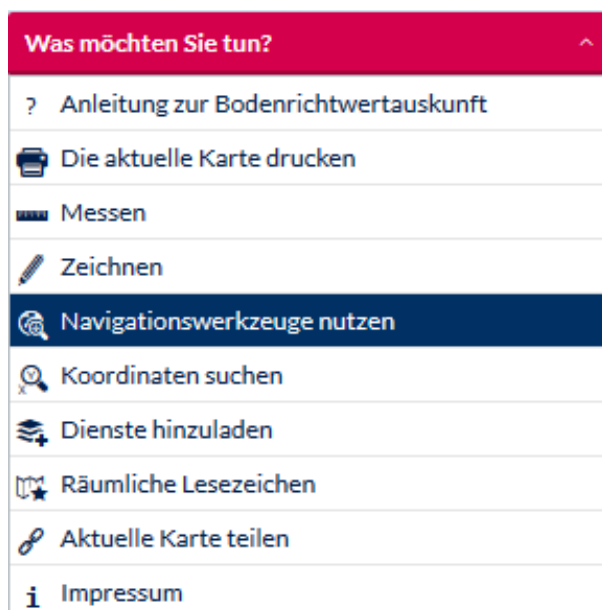 Was möchten Sie tun?
? Anleitung zur Bodenrichtwertauskunft
Die aktuelle Karte drucken
Messen
Zeichnen
Navigationswerkzeuge nutzen
Koordinaten suchen
Dienste hinzuladen
Räumliche Lesezeichen
Aktuelle Karte teilen
i Impressum